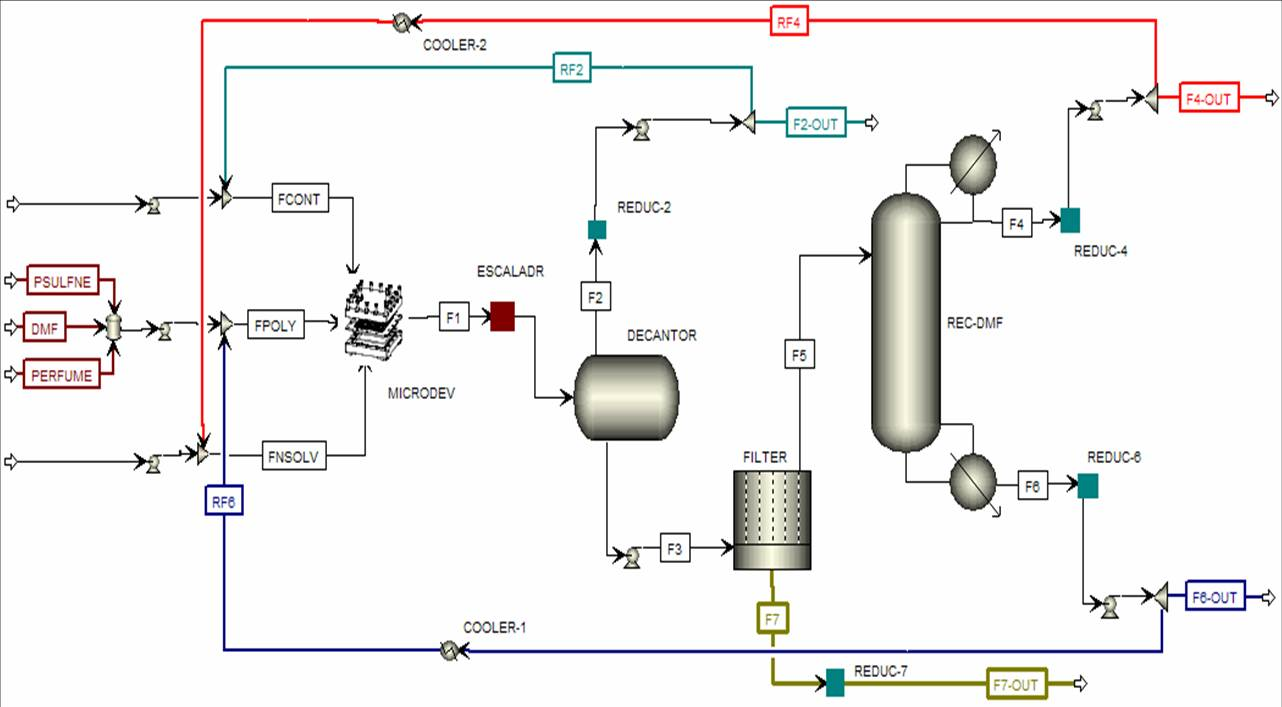 RF4
COOLER-2
RF2
F4-OUT
F2-OUT
FCONT
REDUC-2
F4
REDUC-4
ESCALADR
PSULFNE
F2
F1
FPOLY
DMF
REC-DMF
DECANTOR
F5
PERFUME
MICRODEV
FNSOLV
FILTER
REDUC-6
F6
RF6
F3
F6-OUT
F7
COOLER-1
REDUC-7
F7-OUT